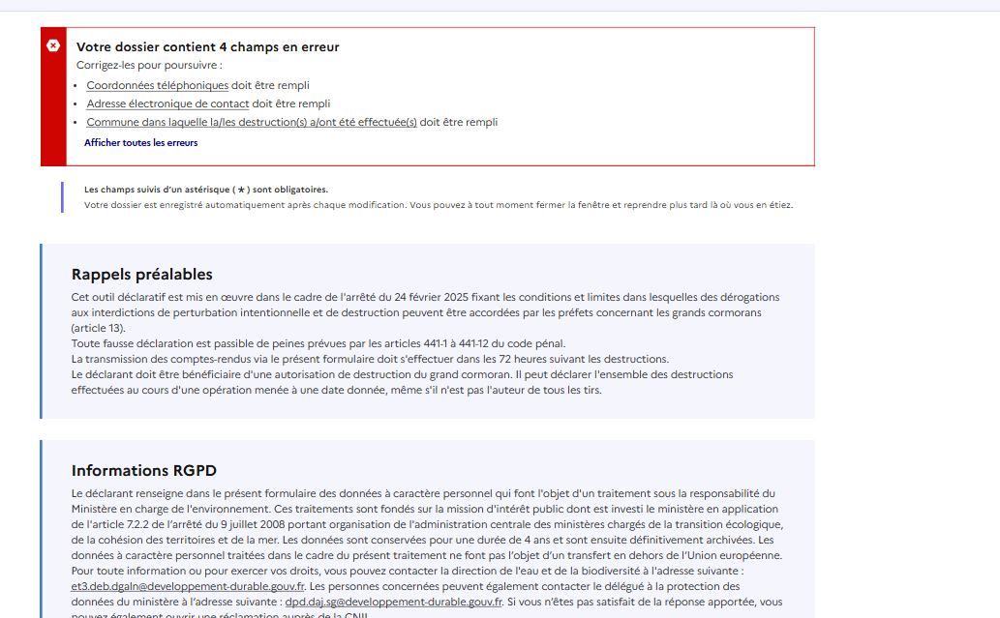 Votre dossier contient 4 champs en erreur
Corrigez-les pour poursuivre :
• Coordonnées téléphoniques doit être rempli
• Adresse électronique de contact doit être rempli
• Commune dans laquelle la/les destruction(s) a/ont été effectuée(s) doit être rempli
Afficher toutes les erreurs
Les champs suivis d’un astérisque ( * ) sont obligatoires.
Votre dossier est enregistré automatiquement après chaque modification. Vous pouvez à tout moment fermer la fenêtre et reprendre plus tard là où vous en étiez.
Rappels préalables
Cet outil déclaratif est mis en œuvre dans le cadre de l'arrêté du 24 février 2025 fixant les conditions et limites dans lesquelles des dérogations
aux interdictions de perturbation intentionnelle et de destruction peuvent être accordées par les préfets concernant les grands cormorans
(article 13).
Toute fausse déclaration est passible de peines prévues par les articles 441-1 à 441-12 du code pénal.
La transmission des comptes-rendus via le présent formulaire doit s'effectuer dans les 72 heures suivant les destructions.
Le déclarant doit être bénéficiaire d'une autorisation de destruction du grand cormoran. Il peut déclarer l'ensemble des destructions
effectuées au cours d'une opération menée à une date donnée, même s'il n'est pas l'auteur de tous les tirs.
Informations RGPD
Le déclarant renseigne dans le présent formulaire des données à caractère personnel qui font l'objet d'un traitement sous la responsabilité du
Ministère en charge de l'environnement. Ces traitements sont fondés sur la mission d'intérêt public dont est investi le ministère en application
de l'article 7.2.2 de l’arrêté du 9 juillet 2008 portant organisation de l'administration centrale des ministères chargés de la transition écologique,
de la cohésion des territoires et de la mer. Les données sont conservées pour une durée de 4 ans et sont ensuite définitivement archivées. Les
données à caractère personnel traitées dans le cadre du présent traitement ne font pas l’objet d’un transfert en dehors de l’Union européenne.
Pour toute information ou pour exercer vos droits, vous pouvez contacter la direction de l'eau et de la biodiversité à l'adresse suivante :
et3.deb.dgaln@developpement-durable.gouv.fr. Les personnes concernées peuvent également contacter le délégué à la protection des
données du ministère à l’adresse suivante : dpd.daj.sg@developpement-durable.gouv.fr. Si vous n’êtes pas satisfait de la réponse apportée, vous
pouvez également ouvrir une réclamation auprès de la CNIL